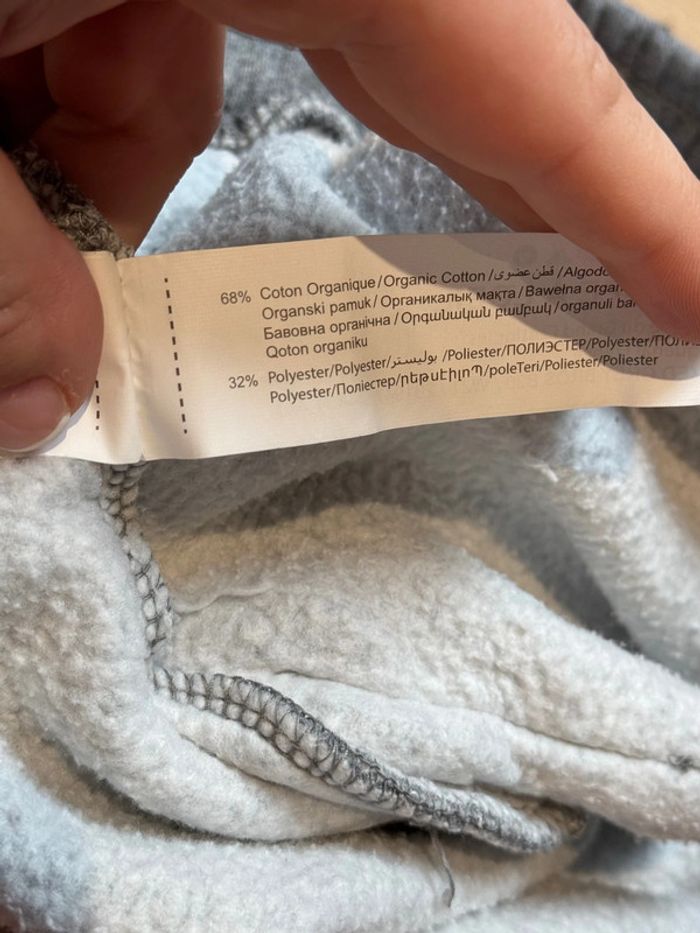 68% Coton Organique/Organic Cotton/قطن عضوي/Algodo
Organski pamuk/Органикалық мақта/Bawełna organ
Бавовна органічна/Օրգանական բամբակ/organuli ba
Qoton organiku
32% Polyester/Polyester/بوليستر/Poliester/ПОЛИЭСТЕР/Polyester/ПОЛИ
Polyester/Поліестер/պոլիէսթեր/poleTeri/Poliester/Poliester